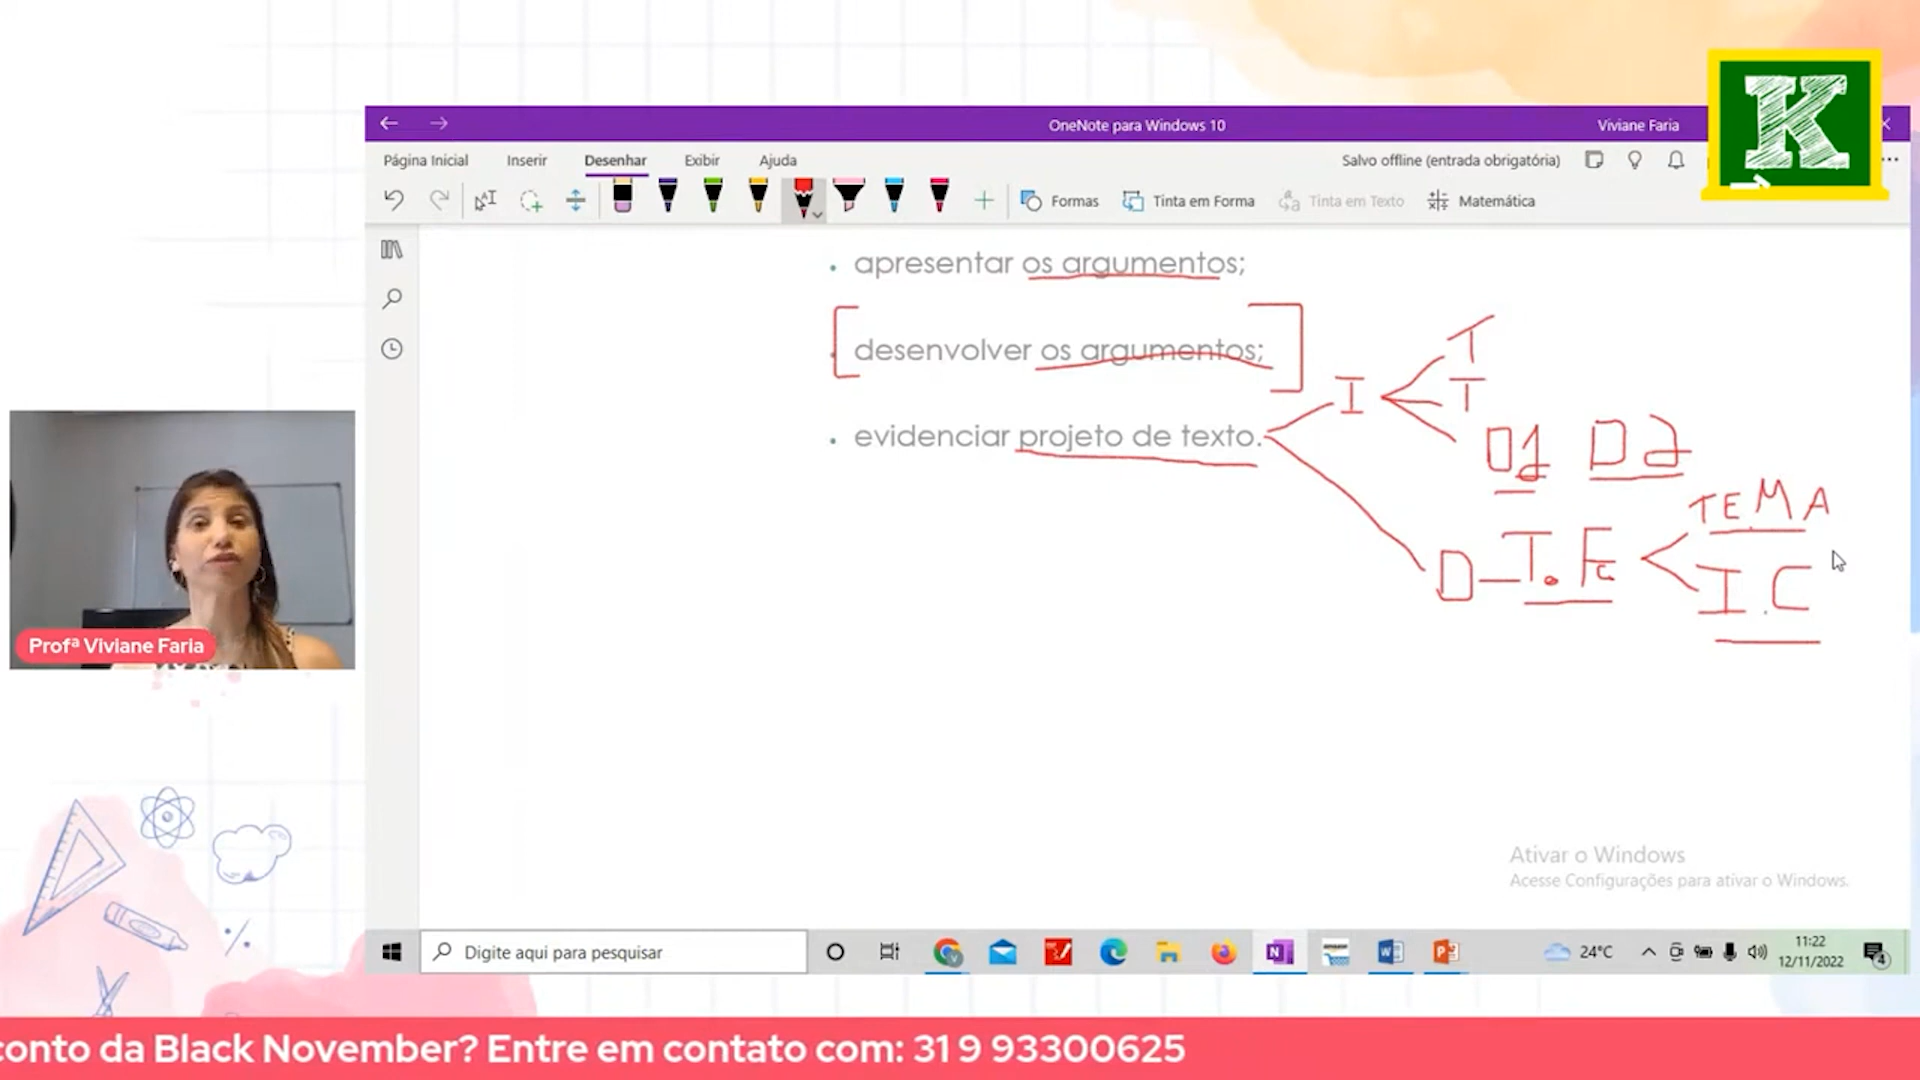 K
OneNote para Windows 10
Viviane Faria
Página Inicial Inserir Desenhar Exibir Ajuda
Salvo offline (entrada obrigatória)
Formas Tinta em Forma Tinta em Texto Matemática
apresentar os argumentos;
desenvolver os argumentos;
evidenciar projeto de texto.
I
T
T
D1 D2
D - T. F.
TEMA
I.C
Profª Viviane Faria
Ativar o Windows
Acesse Configurações para ativar o Windows.
Digite aqui para pesquisar
24°C
11:22
12/11/2022
4
conto da Black November? Entre em contato com: 31 9 93300625